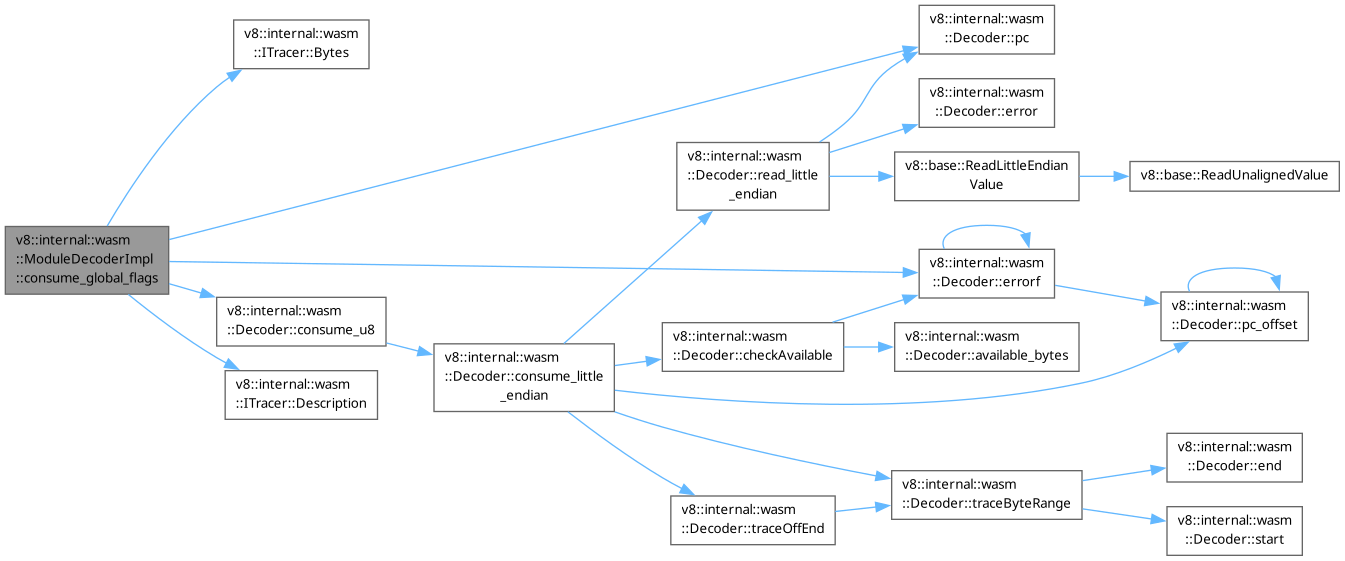 v8::internal::wasm
::ModuleDecoderImpl
::consume_global_flags
v8::internal::wasm
::ITracer::Bytes
v8::internal::wasm
::Decoder::consume_u8
v8::internal::wasm
::ITracer::Description
v8::internal::wasm
::Decoder::consume_little
_endian
v8::internal::wasm
::Decoder::read_little
_endian
v8::internal::wasm
::Decoder::checkAvailable
v8::internal::wasm
::Decoder::traceOffEnd
v8::internal::wasm
::Decoder::pc
v8::internal::wasm
::Decoder::error
v8::base::ReadLittleEndian
Value
v8::internal::wasm
::Decoder::errorf
v8::internal::wasm
::Decoder::available_bytes
v8::internal::wasm
::Decoder::traceByteRange
v8::base::ReadUnalignedValue
v8::internal::wasm
::Decoder::pc_offset
v8::internal::wasm
::Decoder::end
v8::internal::wasm
::Decoder::start